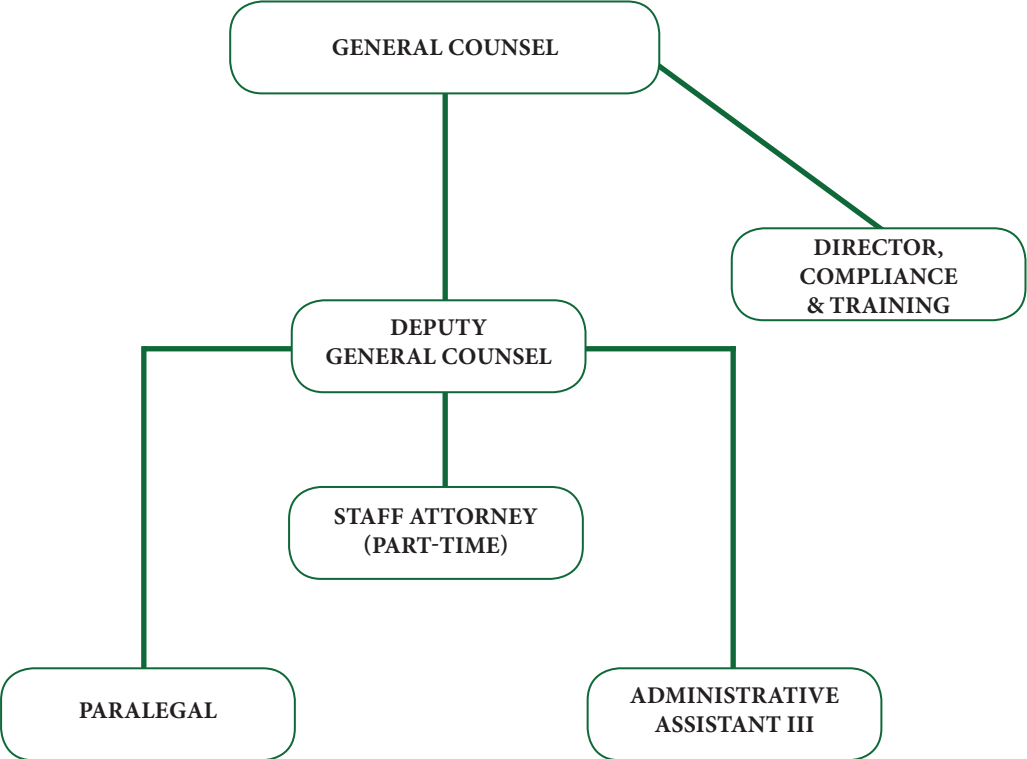 GENERAL COUNSEL
DIRECTOR,
COMPLIANCE
& TRAINING
DEPUTY
GENERAL COUNSEL
STAFF ATTORNEY
(PART-TIME)
PARALEGAL
ADMINISTRATIVE
ASSISTANT III